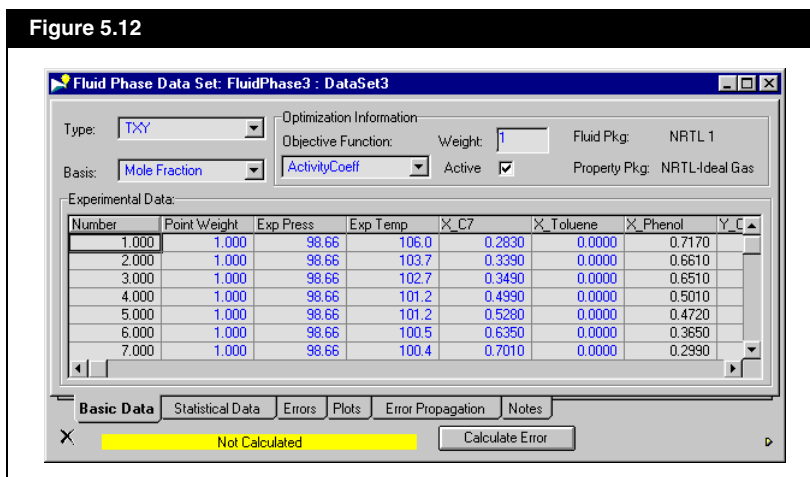 Figure 5.12
Fluid Phase Data Set: FluidPhase3 : DataSet3
Type: TXY
Basis: Mole Fraction
Optimization Information
Objective Function: Weight: 1 Fluid Pkg: NRTL 1
ActivityCoeff Active Property Pkg: NRTL-Ideal Gas
Experimental Data:
Number Point Weight Exp Press Exp Temp X_C7 X_Toluene X_Phenol Y_C
1.000 1.000 98.66 106.0 0.2830 0.0000 0.7170
2.000 1.000 98.66 103.7 0.3390 0.0000 0.6610
3.000 1.000 98.66 102.7 0.3490 0.0000 0.6510
4.000 1.000 98.66 101.2 0.4990 0.0000 0.5010
5.000 1.000 98.66 101.2 0.5280 0.0000 0.4720
6.000 1.000 98.66 100.5 0.6350 0.0000 0.3650
7.000 1.000 98.66 100.4 0.7010 0.0000 0.2990
Basic Data Statistical Data Errors Plots Error Propagation Notes
Not Calculated Calculate Error